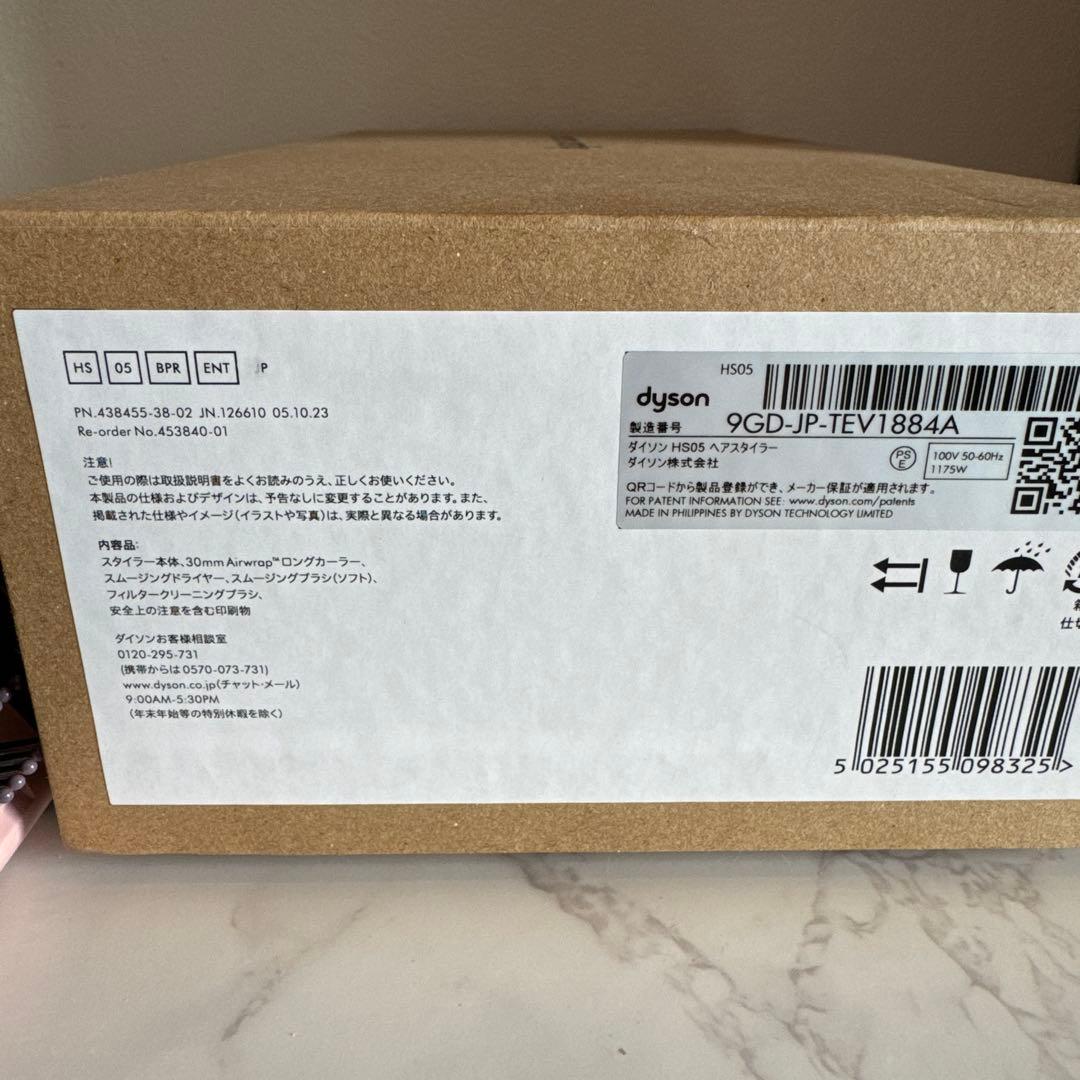 HS 05 BPR ENT JP
PN.438455-38-02 JN.126610 05.10.23
Re-order No.453840-01
注意!
ご使用の際は取扱説明書をよくお読みのうえ、正しくお使いください。
本製品の仕様およびデザインは、予告なしに変更することがあります。また、
掲載された仕様やイメージ(イラストや写真)は、実際と異なる場合があります。
内容品:
スタイラー本体、30mm Airwrap™ロングカーラー、
スムージングドライヤー、スムージングブラシ(ソフト)、
フィルタークリーニングブラシ、
安全上の注意を含む印刷物
ダイソンお客様相談室
0120-295-731
(携帯からは0570-073-731)
www.dyson.co.jp(チャット・メール)
9:00AM-5:30PM
(年末年始等の特別休暇を除く)
HS05
dyson
製造番号 9GD-JP-TEV1884A
ダイソン HS05 ヘアスタイラー
ダイソン株式会社
PS E
100V 50-60Hz
1175W
QRコードから製品登録ができ、メーカー保証が適用されます。
FOR PATENT INFORMATION SEE: www.dyson.com/patents
MADE IN PHILIPPINES BY DYSON TECHNOLOGY LIMITED
仕切
5 025155 098325 >